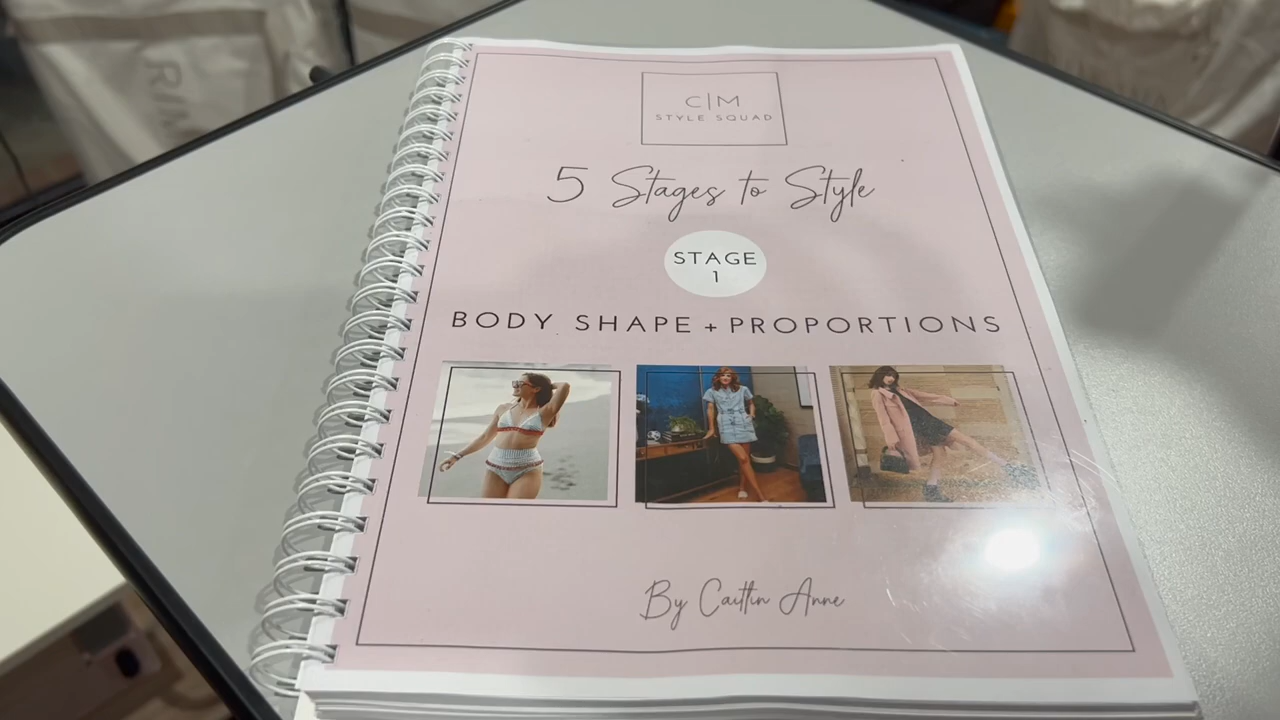 C|M
STYLE SQUAD
5 Stages to Style
STAGE
1
BODY SHAPE + PROPORTIONS
By Caitlin Anne